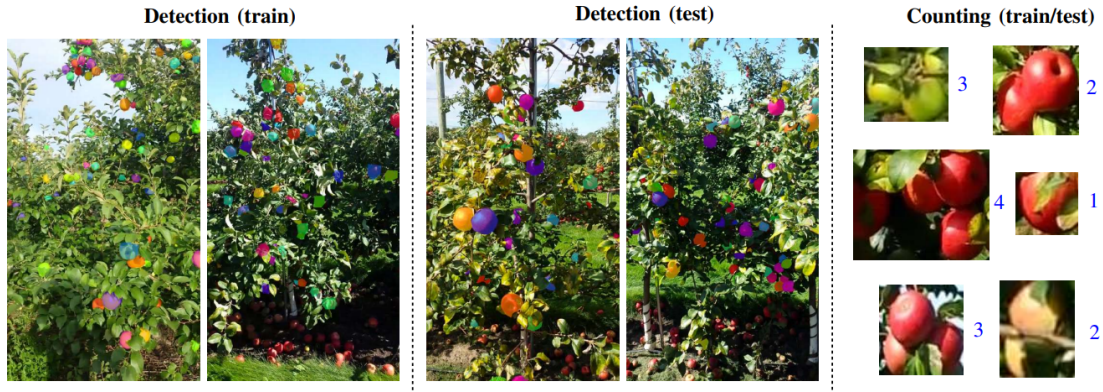 Detection (train)
Detection (test)
Counting (train/test)
3
2
4
1
3
2